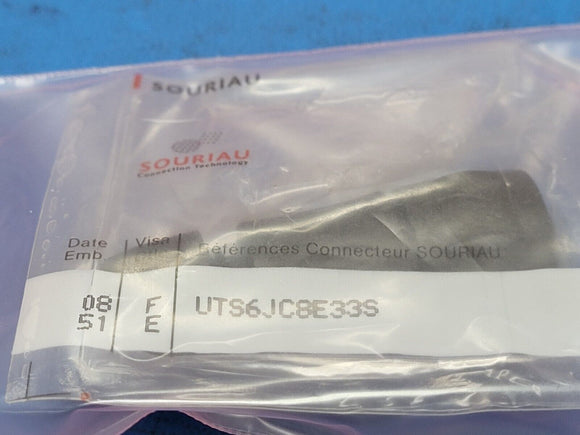 SOURIAU
SOURIAU
Connection Technology
Date Visa Références Connecteur SOURIAU
Emb.
08 F UTS6JC8E33S
51 E